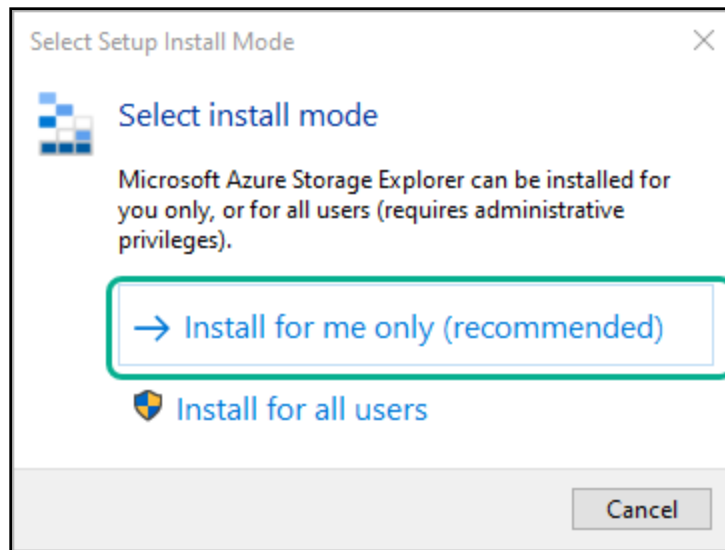 Select Setup Install Mode
Select install mode
Microsoft Azure Storage Explorer can be installed for
you only, or for all users (requires administrative
privileges).
Install for me only (recommended)
Install for all users
Cancel